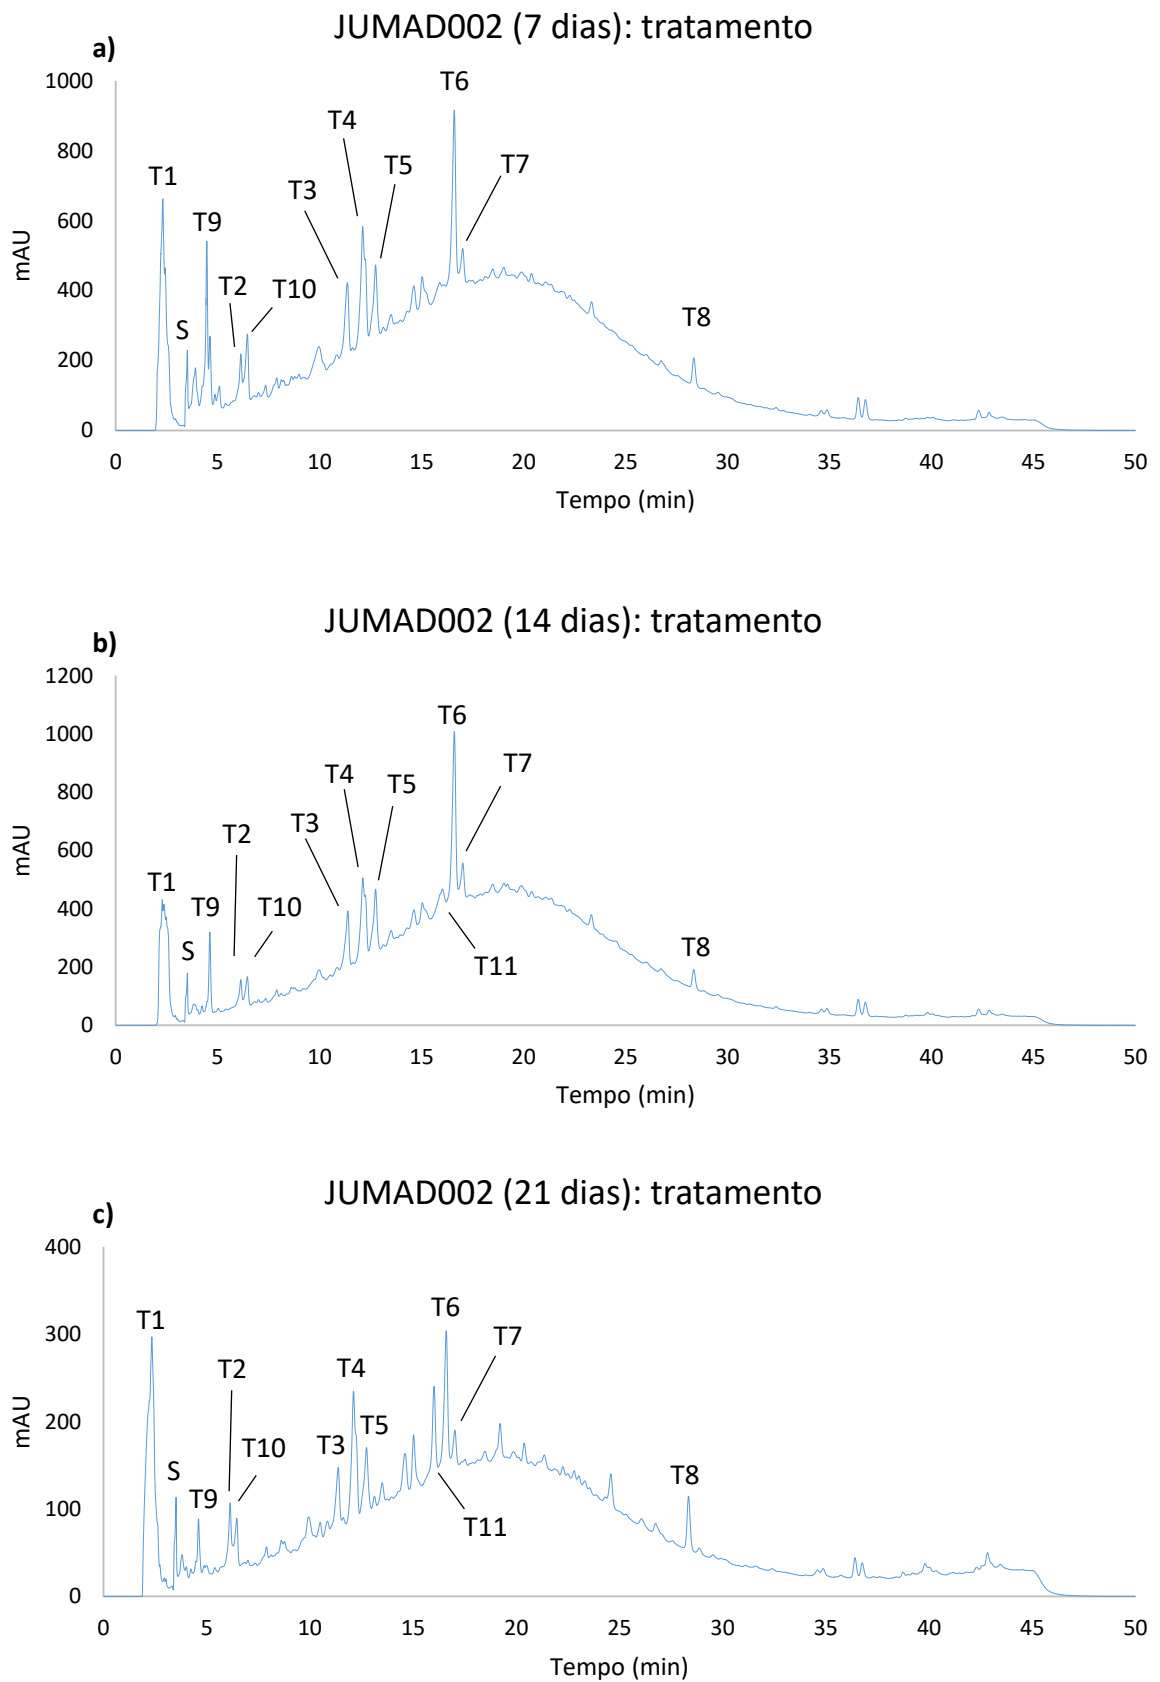 JUMAD002 (7 dias): tratamento
a)
1000
800
600
400
200
0
mAU
T1
S
T9
T2
T10
T3
T4
T5
T6
T7
T8
0 5 10 15 20 25 30 35 40 45 50
Tempo (min)
JUMAD002 (14 dias): tratamento
b)
1200
1000
800
600
400
200
0
mAU
T1
S
T9
T2
T10
T3
T4
T5
T6
T7
T11
T8
0 5 10 15 20 25 30 35 40 45 50
Tempo (min)
JUMAD002 (21 dias): tratamento
c)
400
300
200
100
0
mAU
T1
S
T9
T2
T10
T3
T4
T5
T6
T7
T11
T8
0 5 10 15 20 25 30 35 40 45 50
Tempo (min)